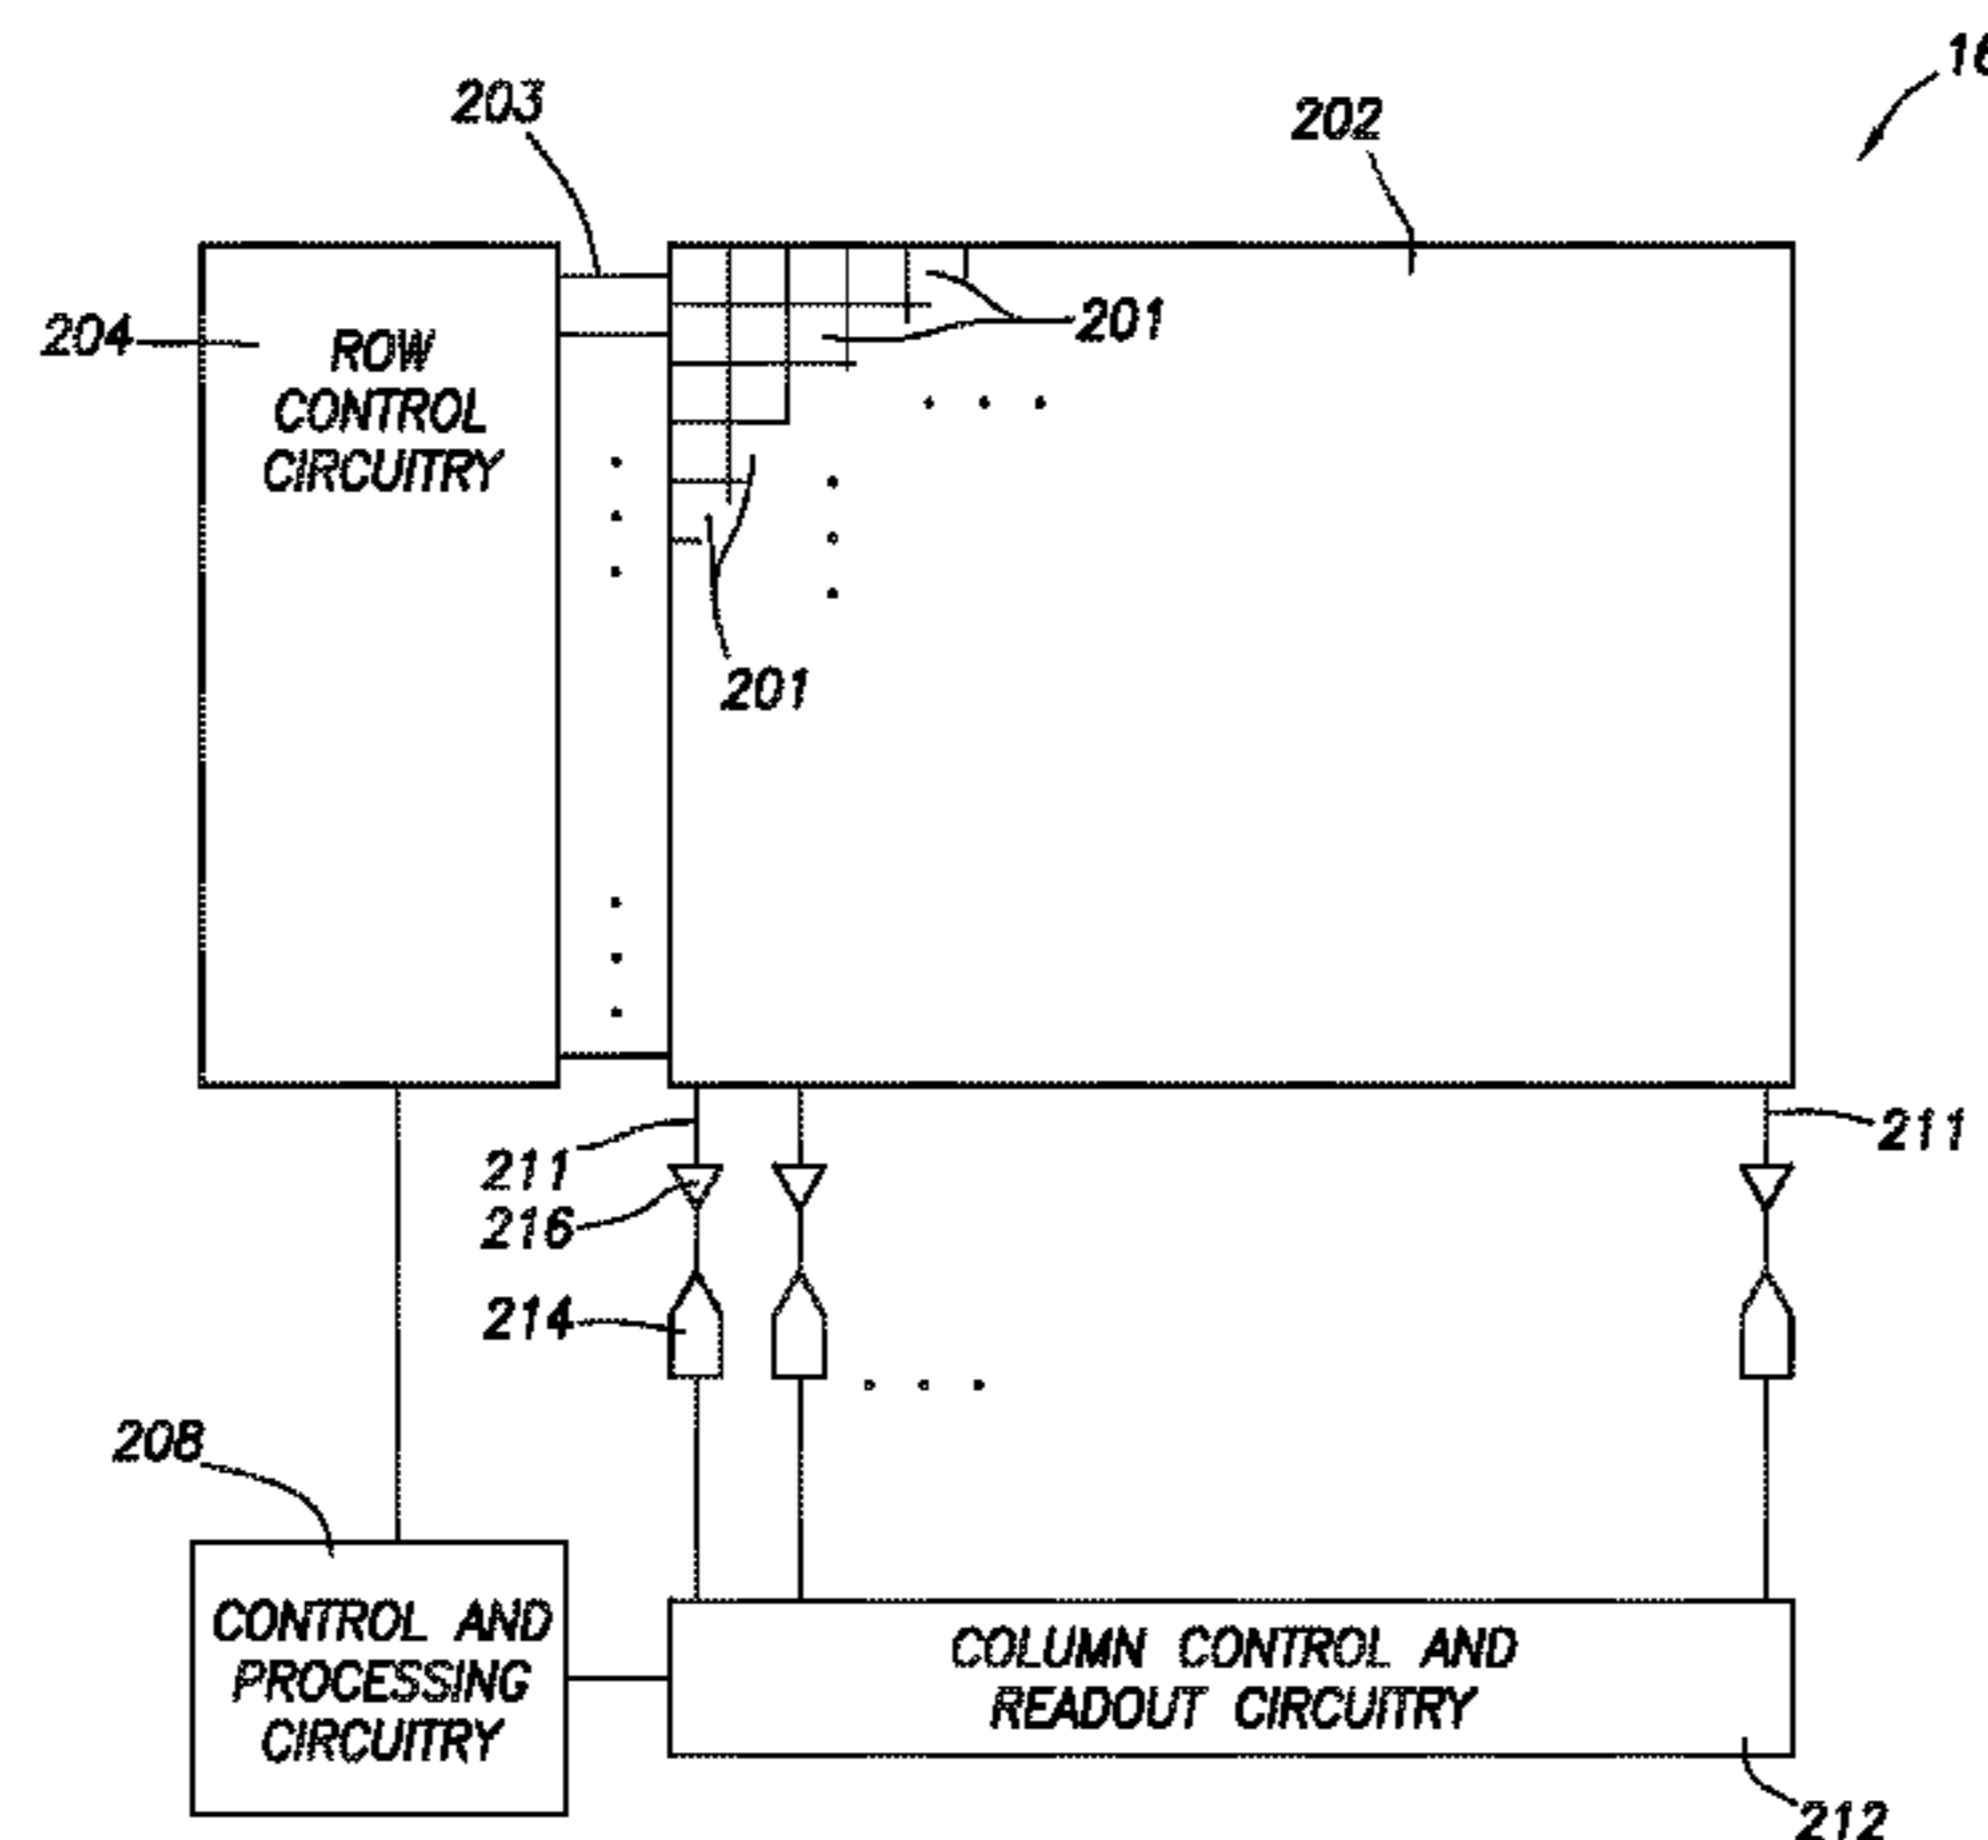 203
202
204
ROW
CONTROL
CIRCUITRY
201
201
211
211
216
214
208
CONTROL AND
PROCESSING
CIRCUITRY
COLUMN CONTROL AND
READOUT CIRCUITRY
212